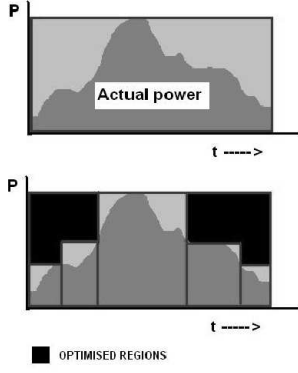 P
Actual power
t ----->
P
t ----->
OPTIMISED REGIONS